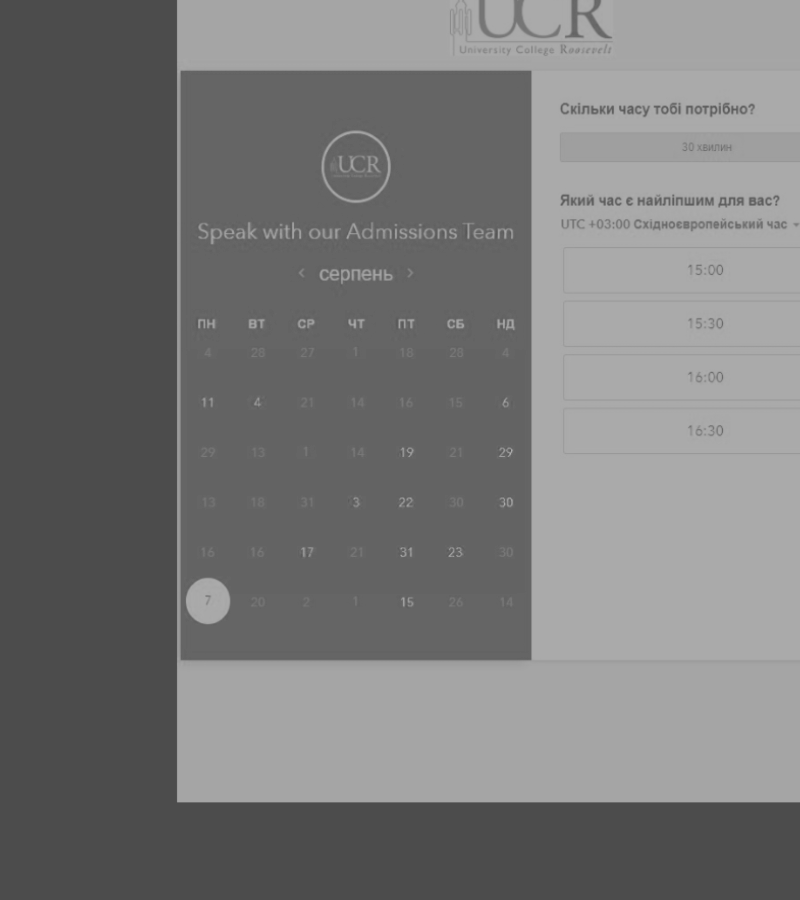 UCR
University College Roosevelt
UCR
Speak with our Admissions Team
‹ серпень ›
ПН ВТ СР ЧТ ПТ СБ НД
4 28 27 1 18 28 4
11 4 21 14 16 15 6
29 13 1 14 19 21 29
13 18 31 3 22 30 30
16 16 17 21 31 23 30
7 20 2 1 15 26 14
Скільки часу тобі потрібно?
30 хвилин
Який час є найліпшим для вас?
UTC +03:00 Східноєвропейський час
15:00
15:30
16:00
16:30